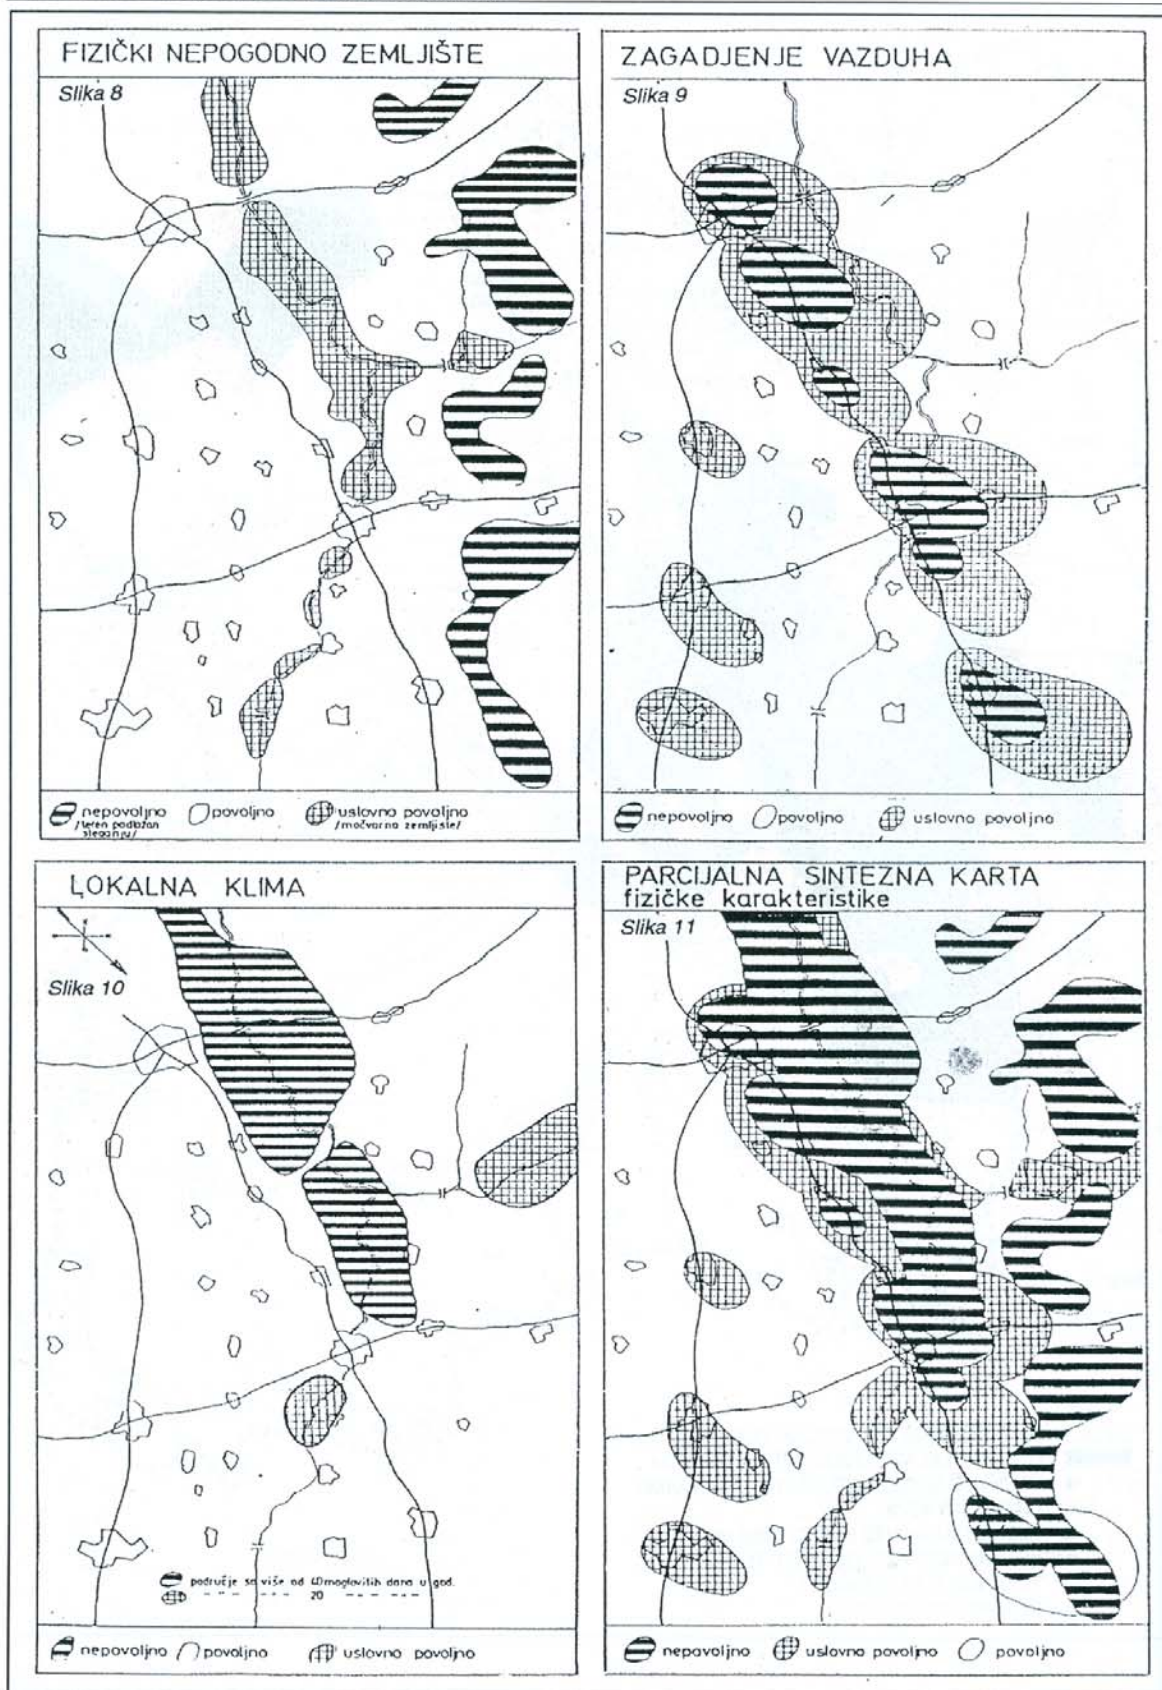 FIZIČKI NEPOGODNO ZEMLJIŠTE
Slika 8
nepovoljno povoljno uslovno povoljno
/teren podložan sleganju/ /močvarno zemljište/
ZAGADJENJE VAZDUHA
Slika 9
nepovoljno povoljno uslovno povoljno
LOKALNA KLIMA
Slika 10
područje sa više od 40 maglovitih dana u god.
20
nepovoljno povoljno uslovno povoljno
PARCIJALNA SINTEZNA KARTA
fizičke karakteristike
Slika 11
nepovoljno uslovno povoljno povoljno